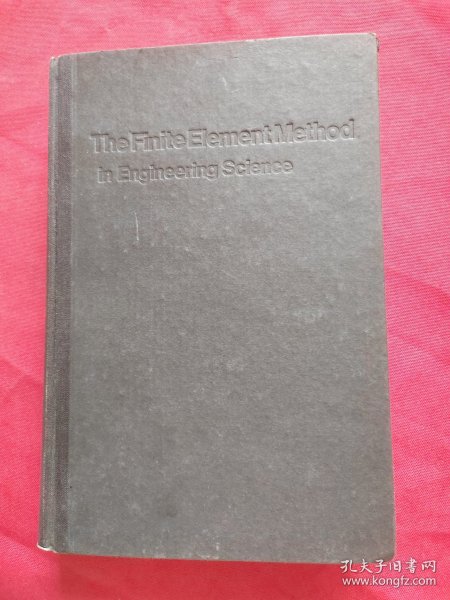 The Finite Element Method
in Engineering Science
孔夫子旧书网
www.kongfz.com